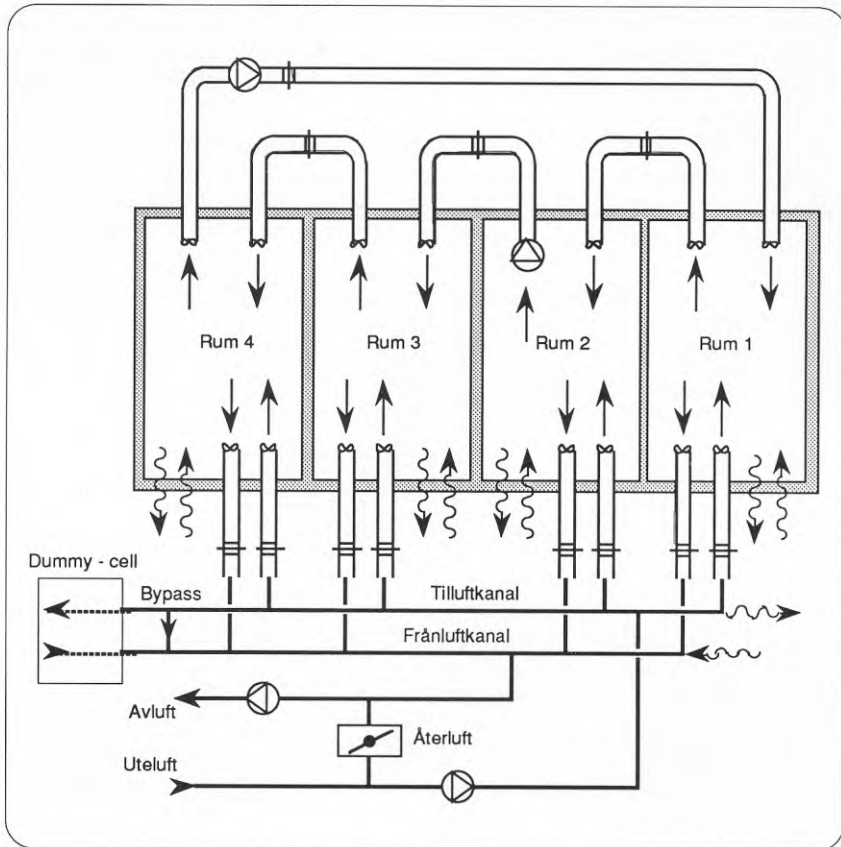 Rum 4
Rum 3
Rum 2
Rum 1
Dummy - cell
Bypass
Tilluftkanal
Frånluftkanal
Avluft
Återluft
Uteluft